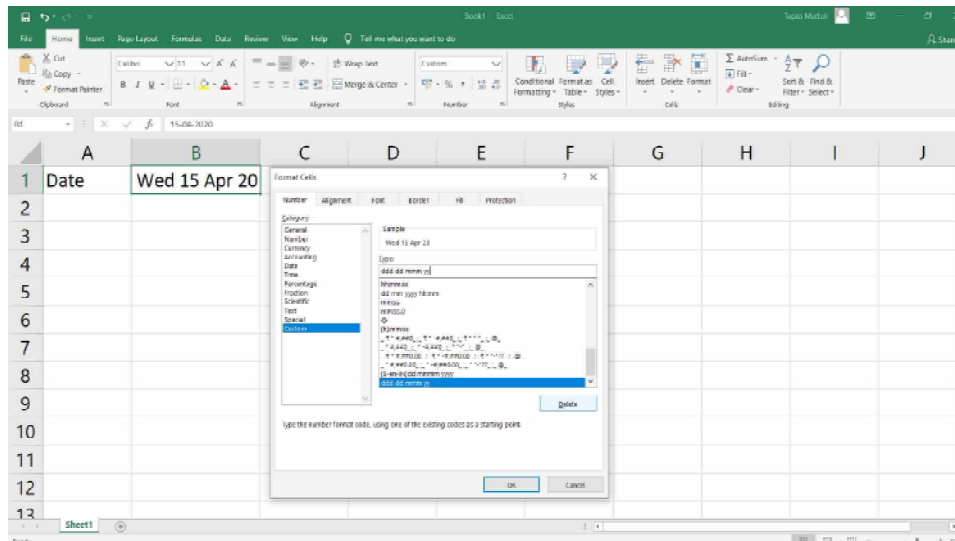 Book1 - Excel
Tapas Muduli
File Home Insert Page Layout Formulas Data Review View Help Tell me what you want to do Share
Cut
Copy
Format Painter
Paste
Calibri 11
Wrap Text
Merge & Center
Custom
Conditional Formatting
Format as Table
Cell Styles
Insert Delete Format
AutoSum
Fill
Clear
Sort & Filter
Find & Select
Clipboard Font Alignment Number Styles Cells Editing
B1 15-04-2020
A B C D E F G H I J
1 Date Wed 15 Apr 20
2
3
4
5
6
7
8
9
10
11
12
13
Format Cells ?
Number Alignment Font Border Fill Protection
Category:
General
Number
Currency
Accounting
Date
Time
Percentage
Fraction
Scientific
Text
Special
Custom
Sample
Wed 15 Apr 20
Type:
ddd dd mmm yy
hh:mm:ss
mm:ss
@
[h]:mm:ss
ddd dd mmm yy
Delete
Type the number format code, using one of the existing codes as a starting point.
OK Cancel
Sheet1